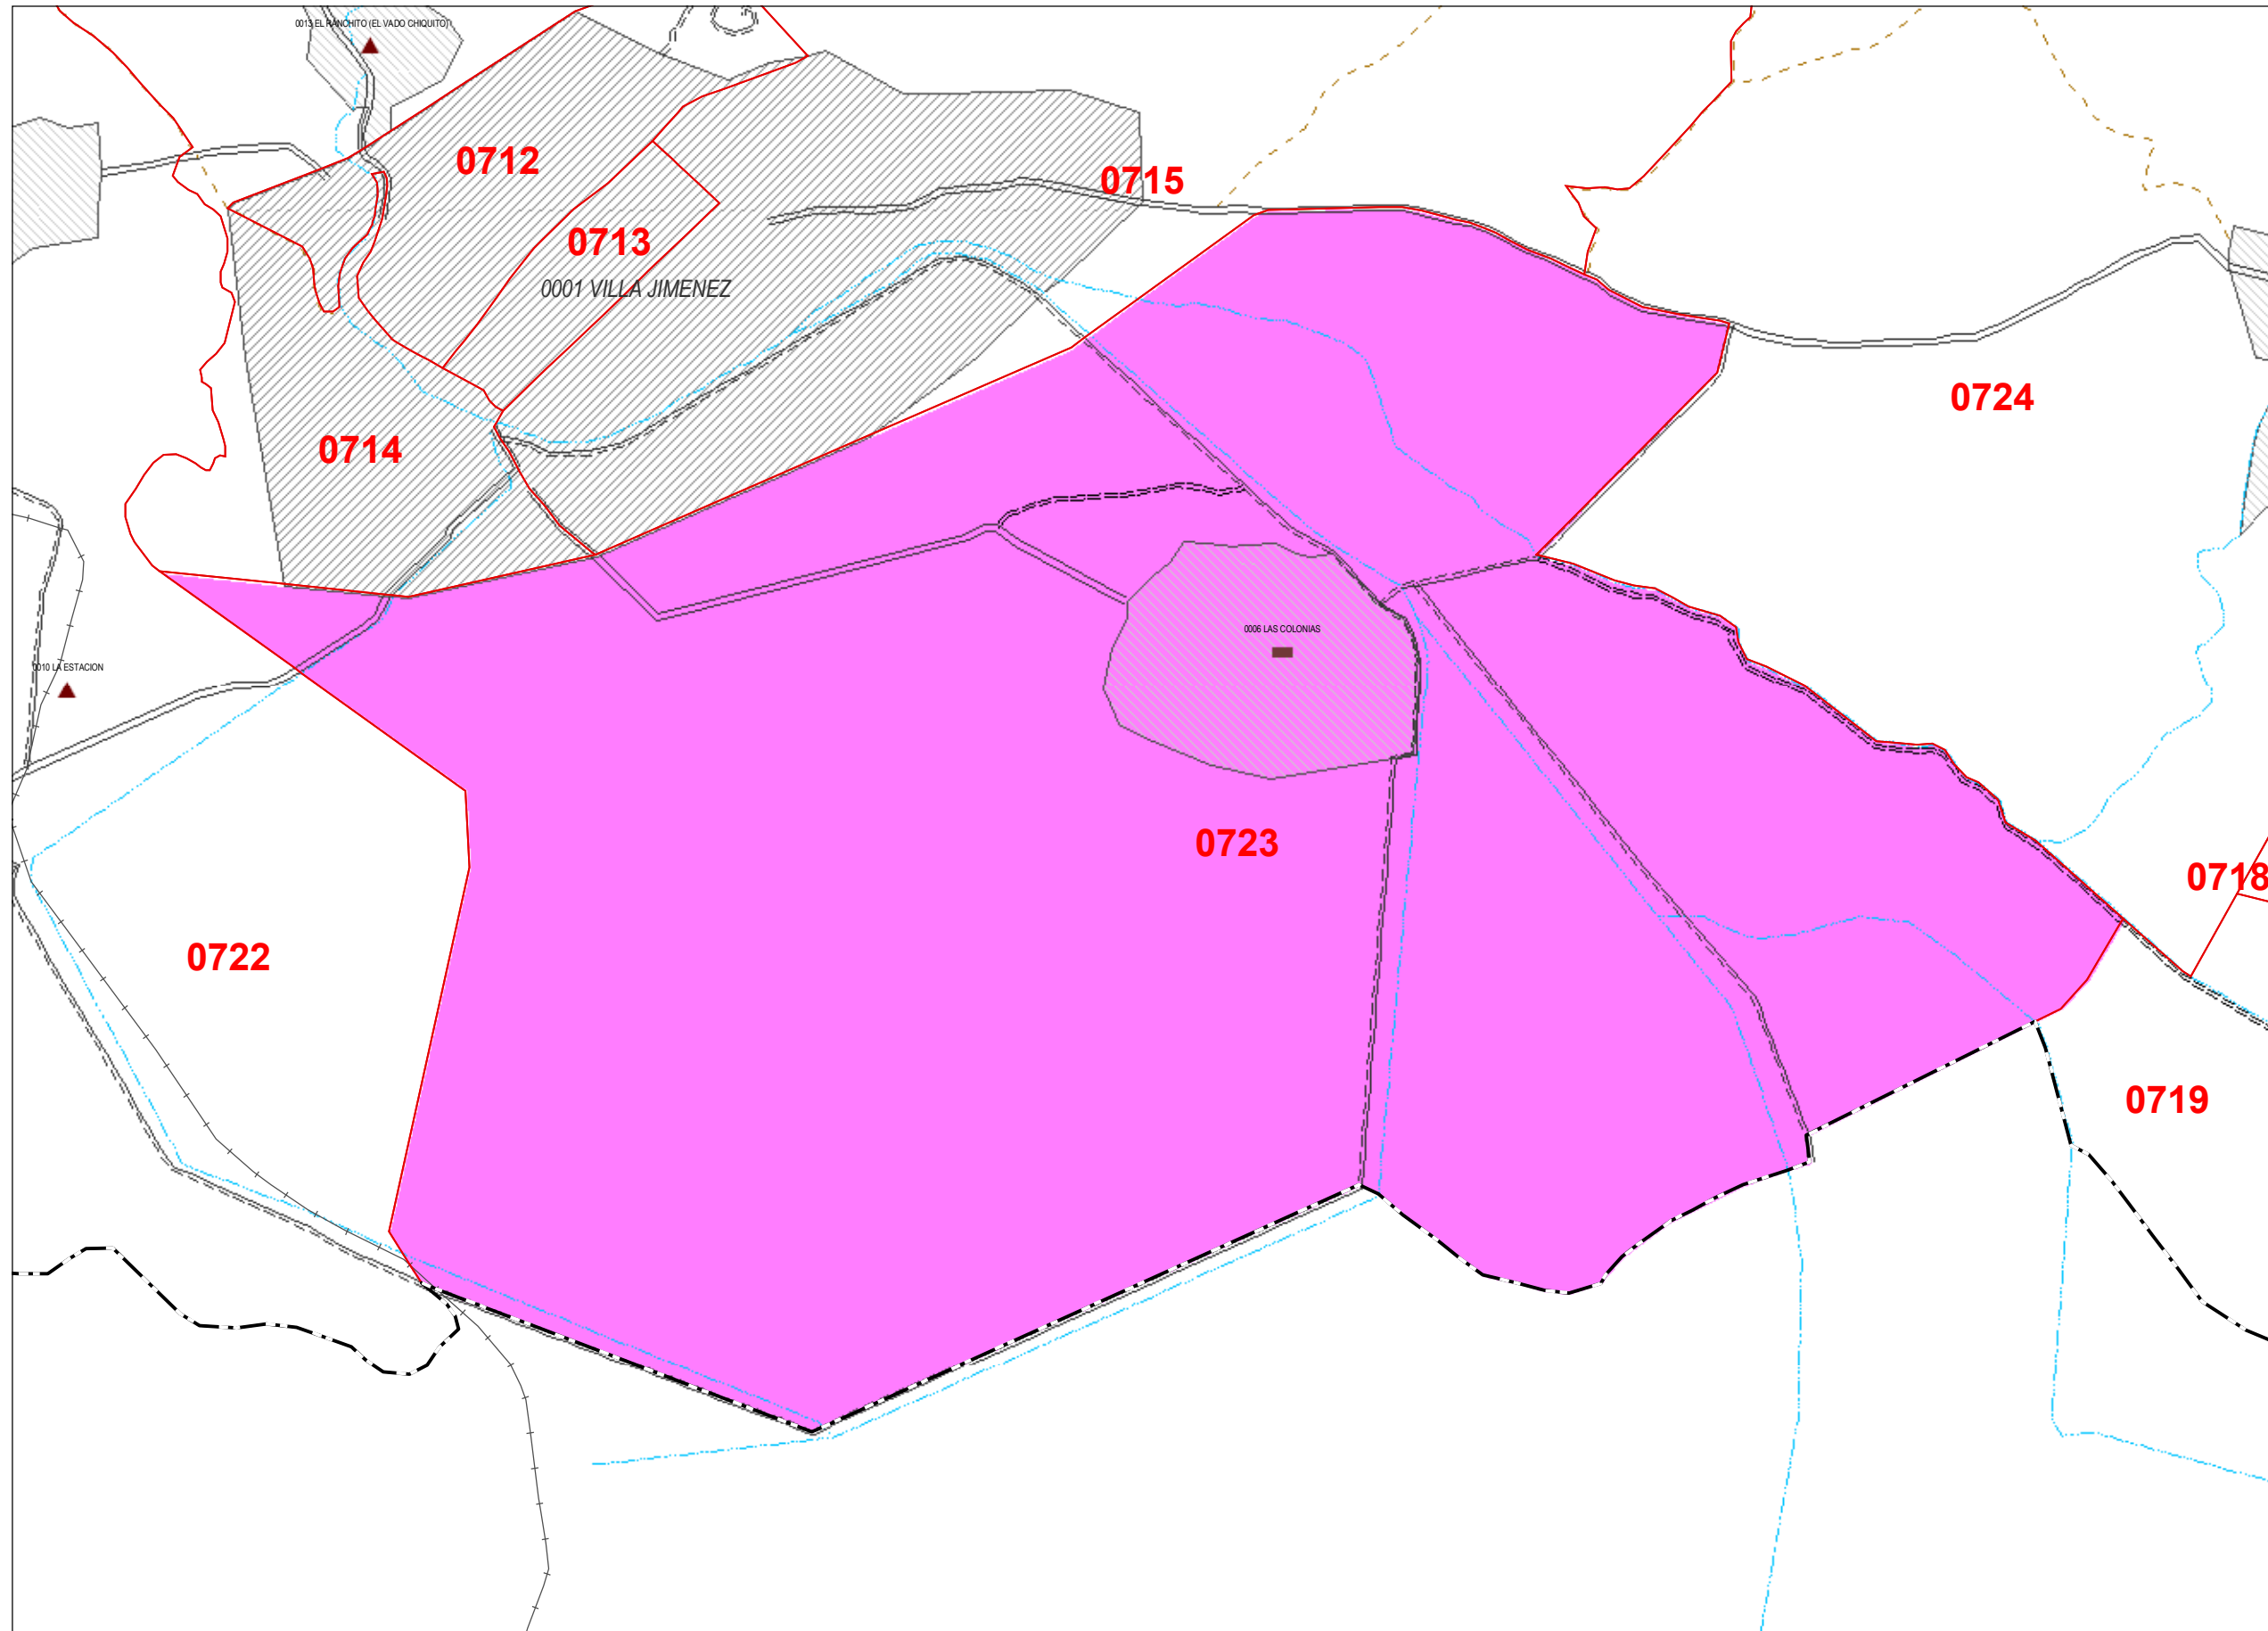 0013 EL RANCHITO (EL VADO CHIQUITO)
0712
0715
0713
0001 VILLA JIMENEZ
0724
0714
0006 LAS COLONIAS
0010 LA ESTACION
0723
0718
0722
0719